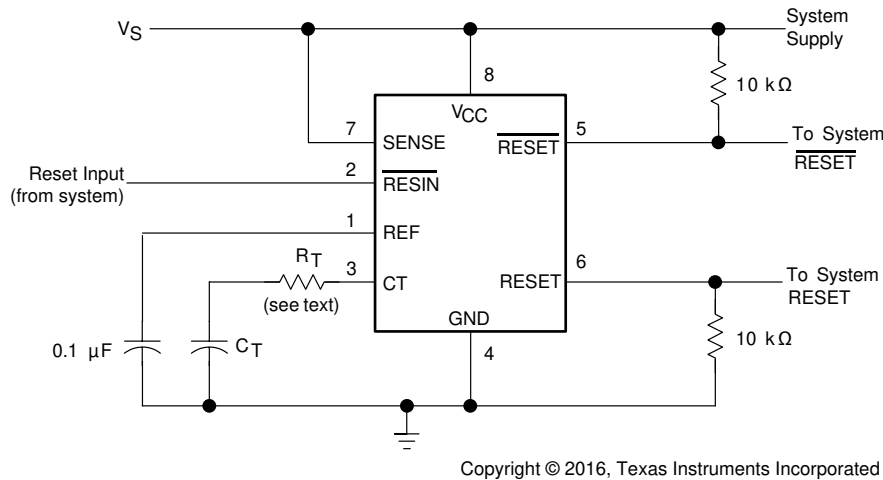 VS
System
Supply
8
10 kΩ
VCC
7
SENSE
RESET
5
To System
RESET
Reset Input
(from system)
2
RESIN
1
REF
RT
(see text)
3
CT
RESET
6
To System
RESET
GND
4
0.1 µF
CT
10 kΩ
Copyright © 2016, Texas Instruments Incorporated